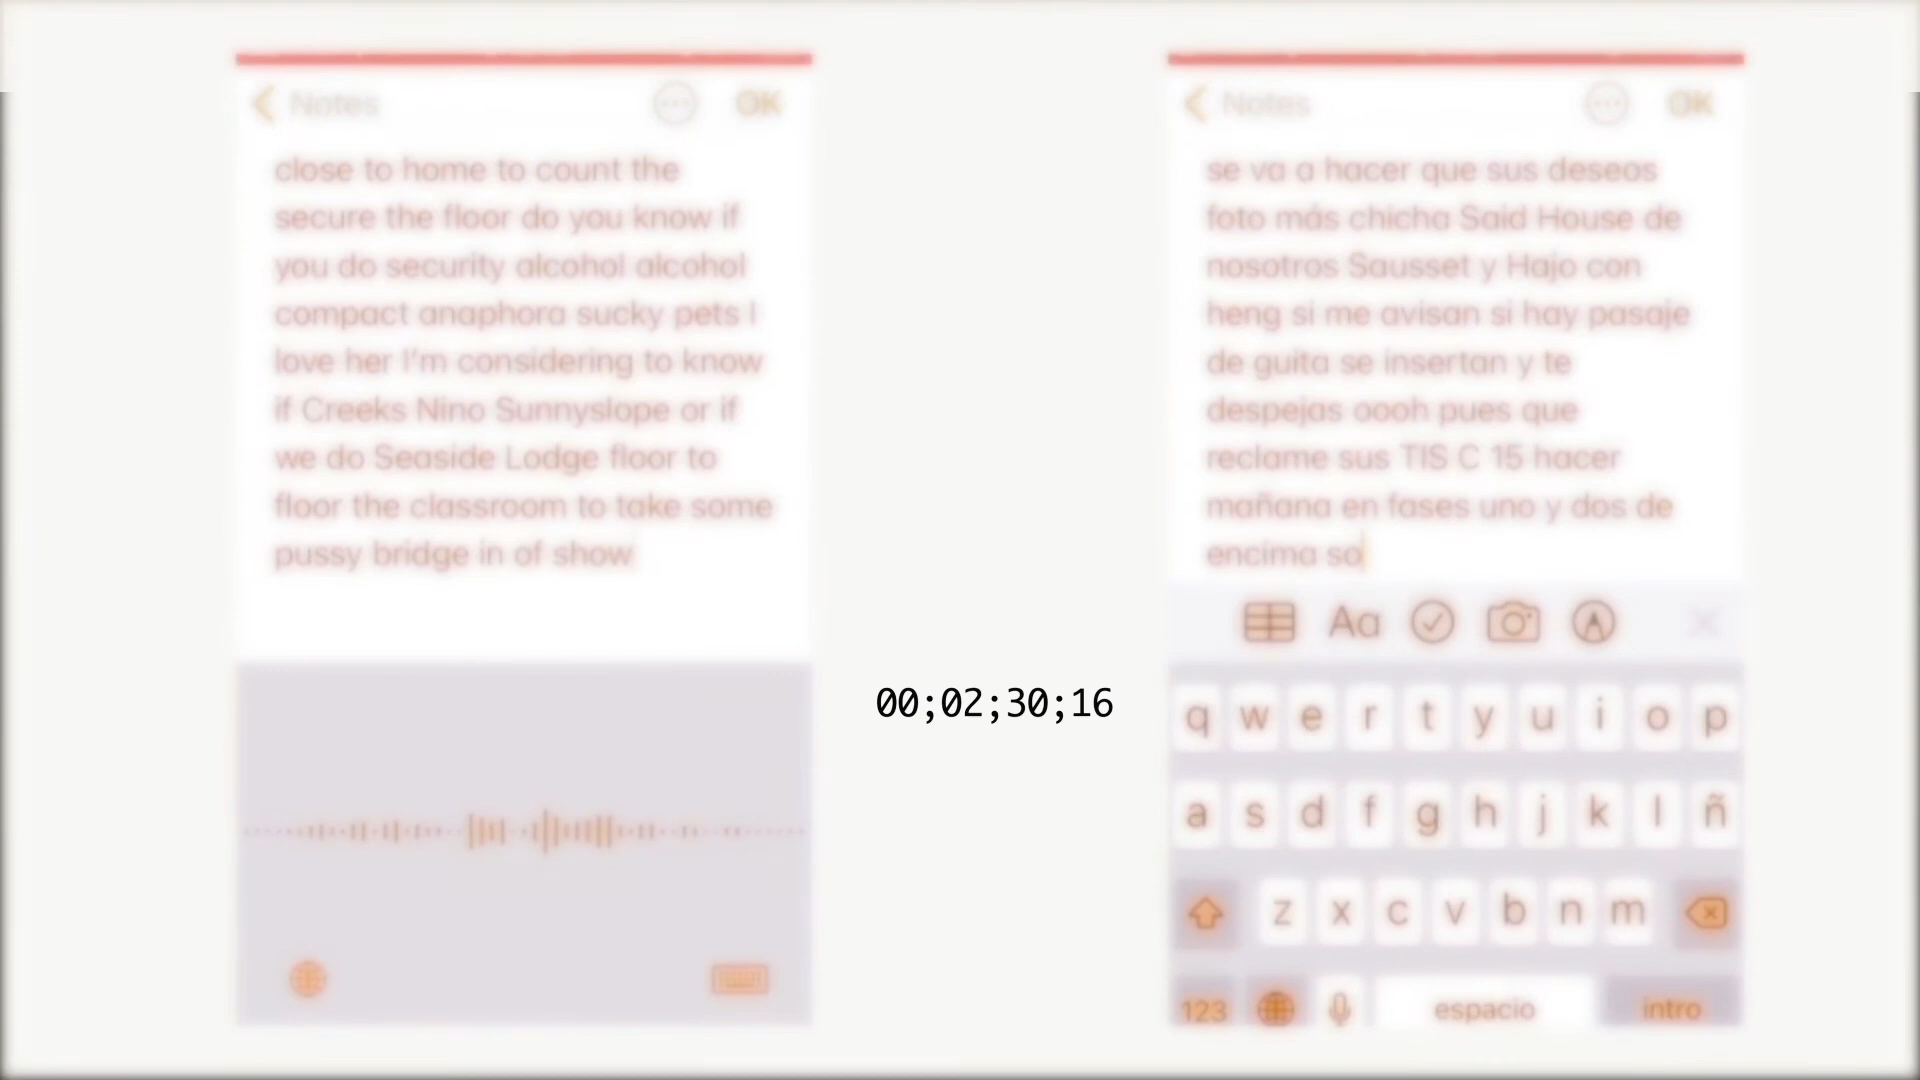 Notes
OK
close to home to count the
secure the floor do you know if
you do security alcohol alcohol
compact anaphora sucky pets I
love her I'm considering to know
if Creeks Nino Sunnyslope or if
we do Seaside Lodge floor to
floor the classroom to take some
pussy bridge in of show
00;02;30;16
Notes
OK
se va a hacer que sus deseos
foto más chicha Said House de
nosotros Sausset y Hajo con
heng si me avisan si hay pasaje
de guita se insertan y te
despejas oooh pues que
reclame sus TIS C 15 hacer
mañana en fases uno y dos de
encima so
Aa
q w e r t y u i o p
a s d f g h j k l ñ
z x c v b n m
123 espacio intro